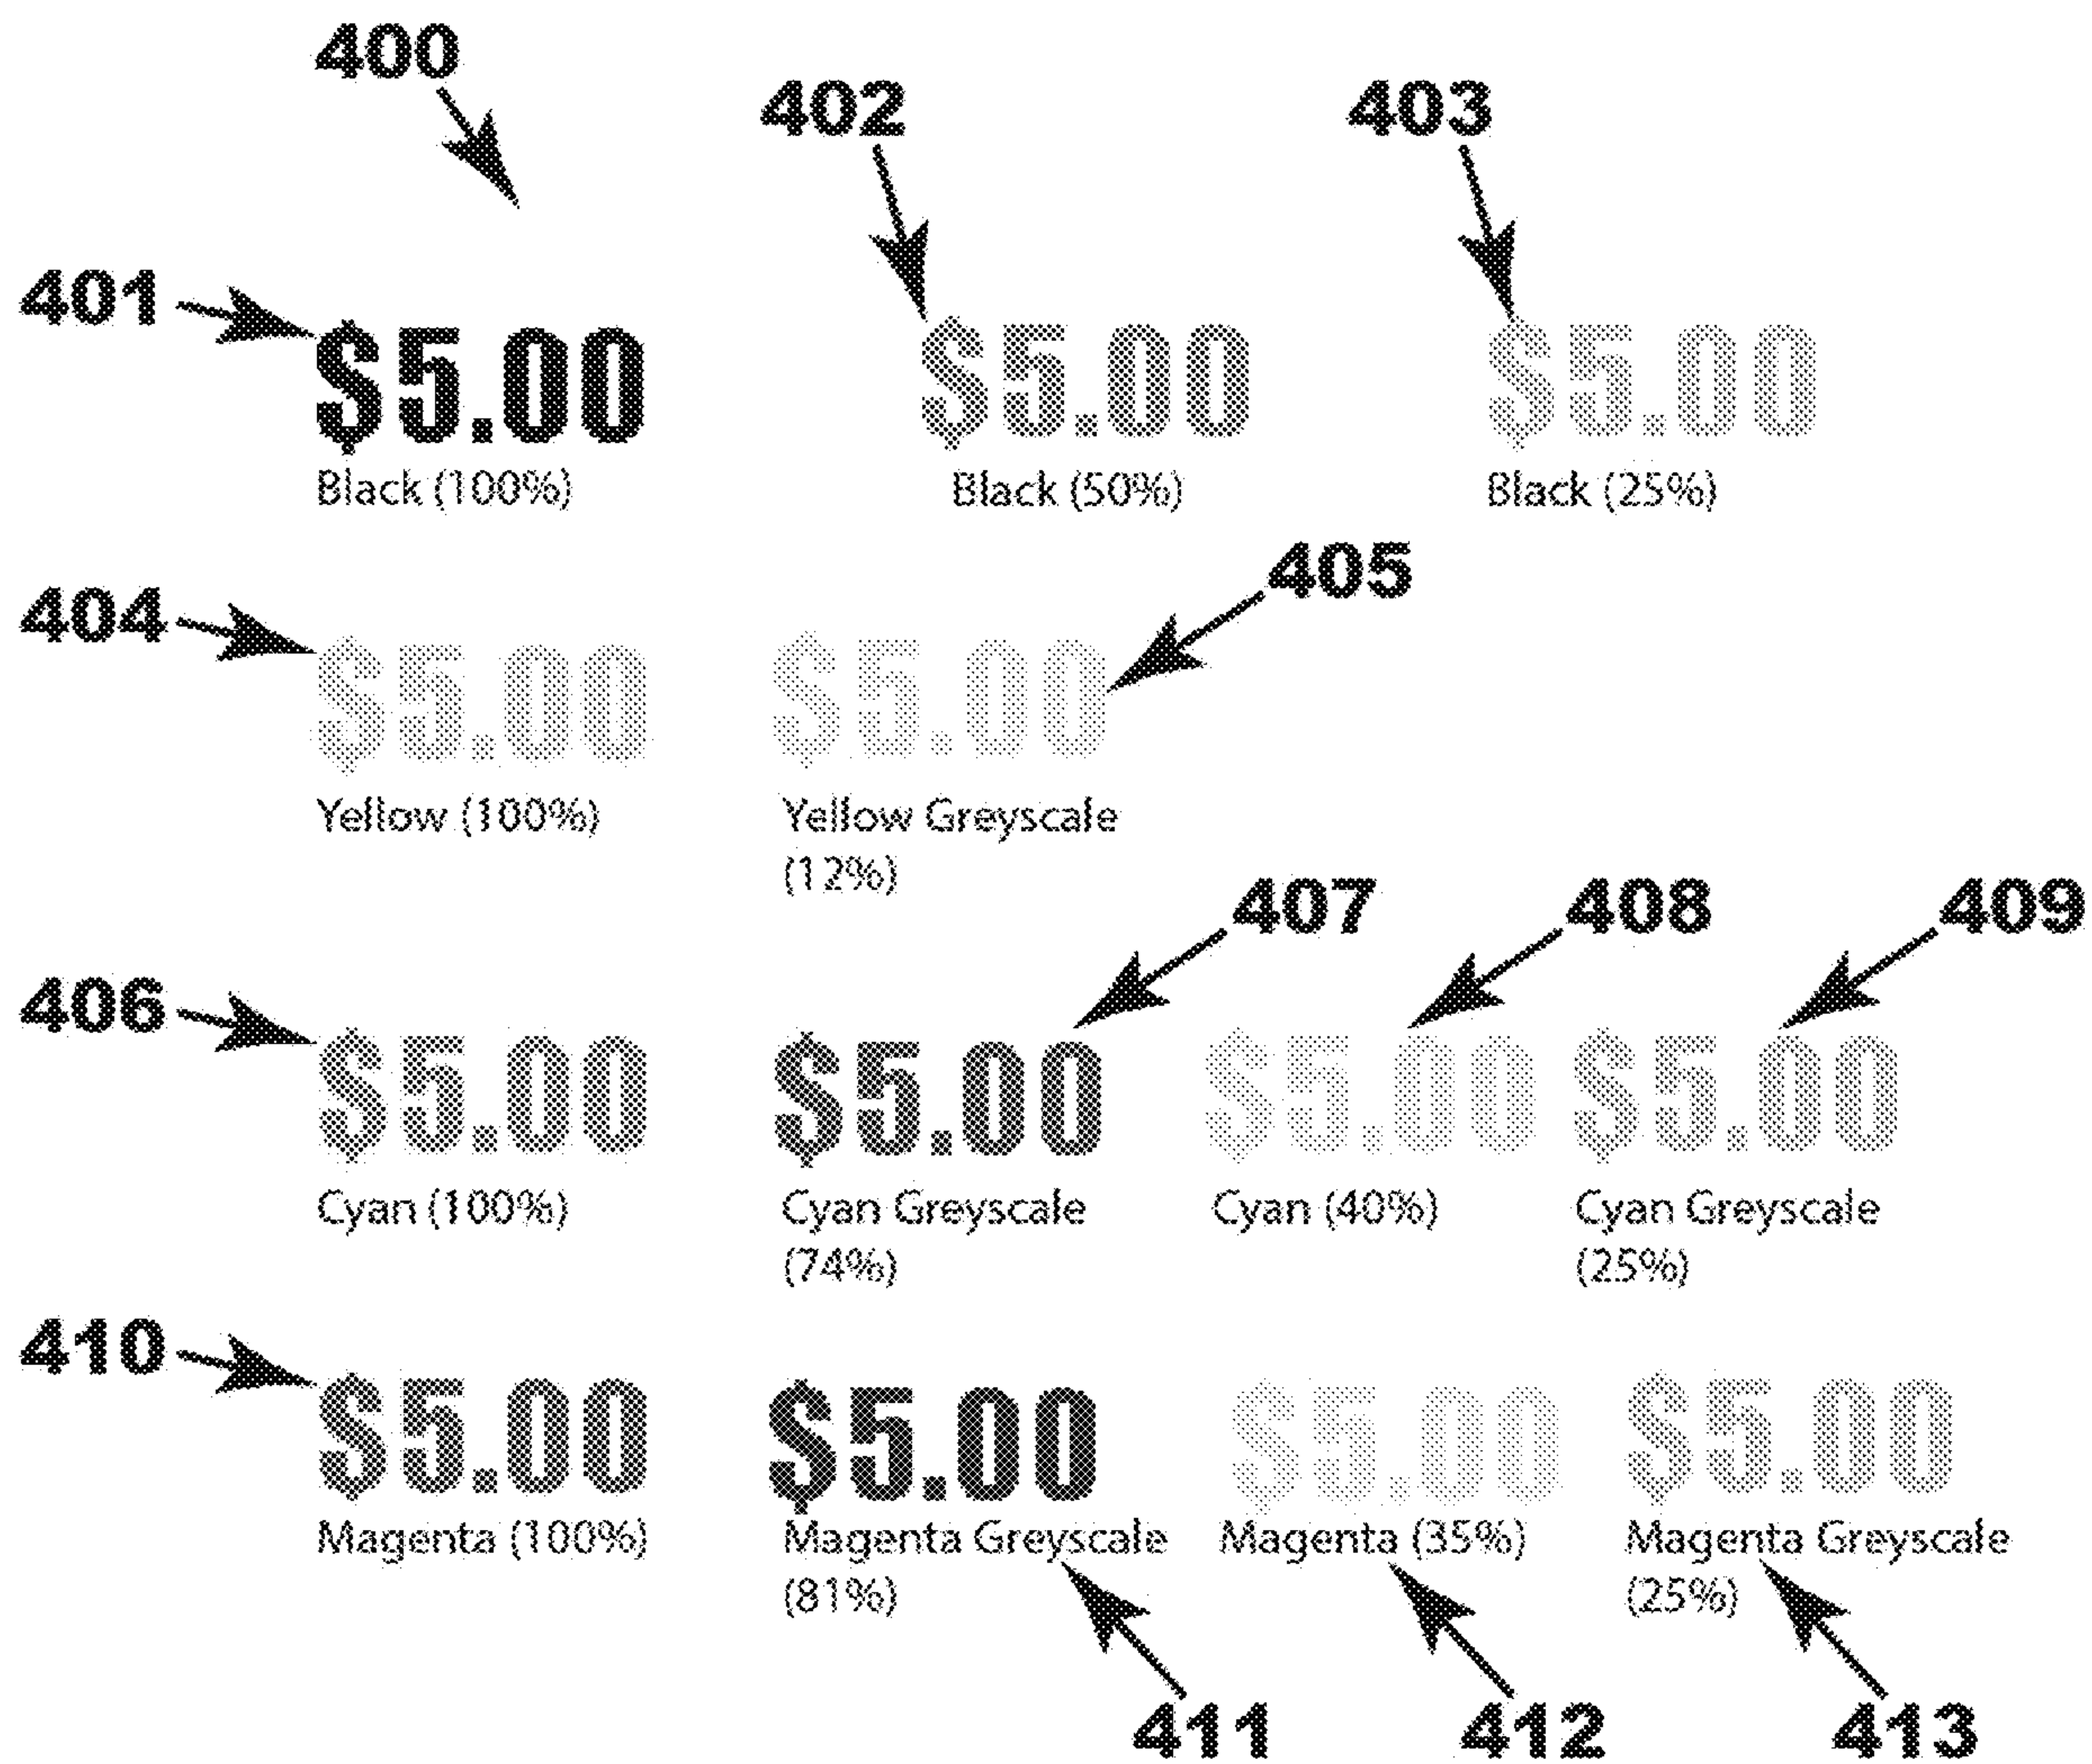 400
402
403
401
$5.00 $5.00 $5.00
Black (100%) Black (50%) Black (25%)
405
404
$5.00 $5.00
Yellow (100%) Yellow Greyscale
(12%)
407 408 409
406
$5.00 $5.00 $5.00 $5.00
Cyan (100%) Cyan Greyscale Cyan (40%) Cyan Greyscale
(74%) (25%)
410
$5.00 $5.00 $5.00 $5.00
Magenta (100%) Magenta Greyscale Magenta (35%) Magenta Greyscale
(81%) (25%)
411 412 413